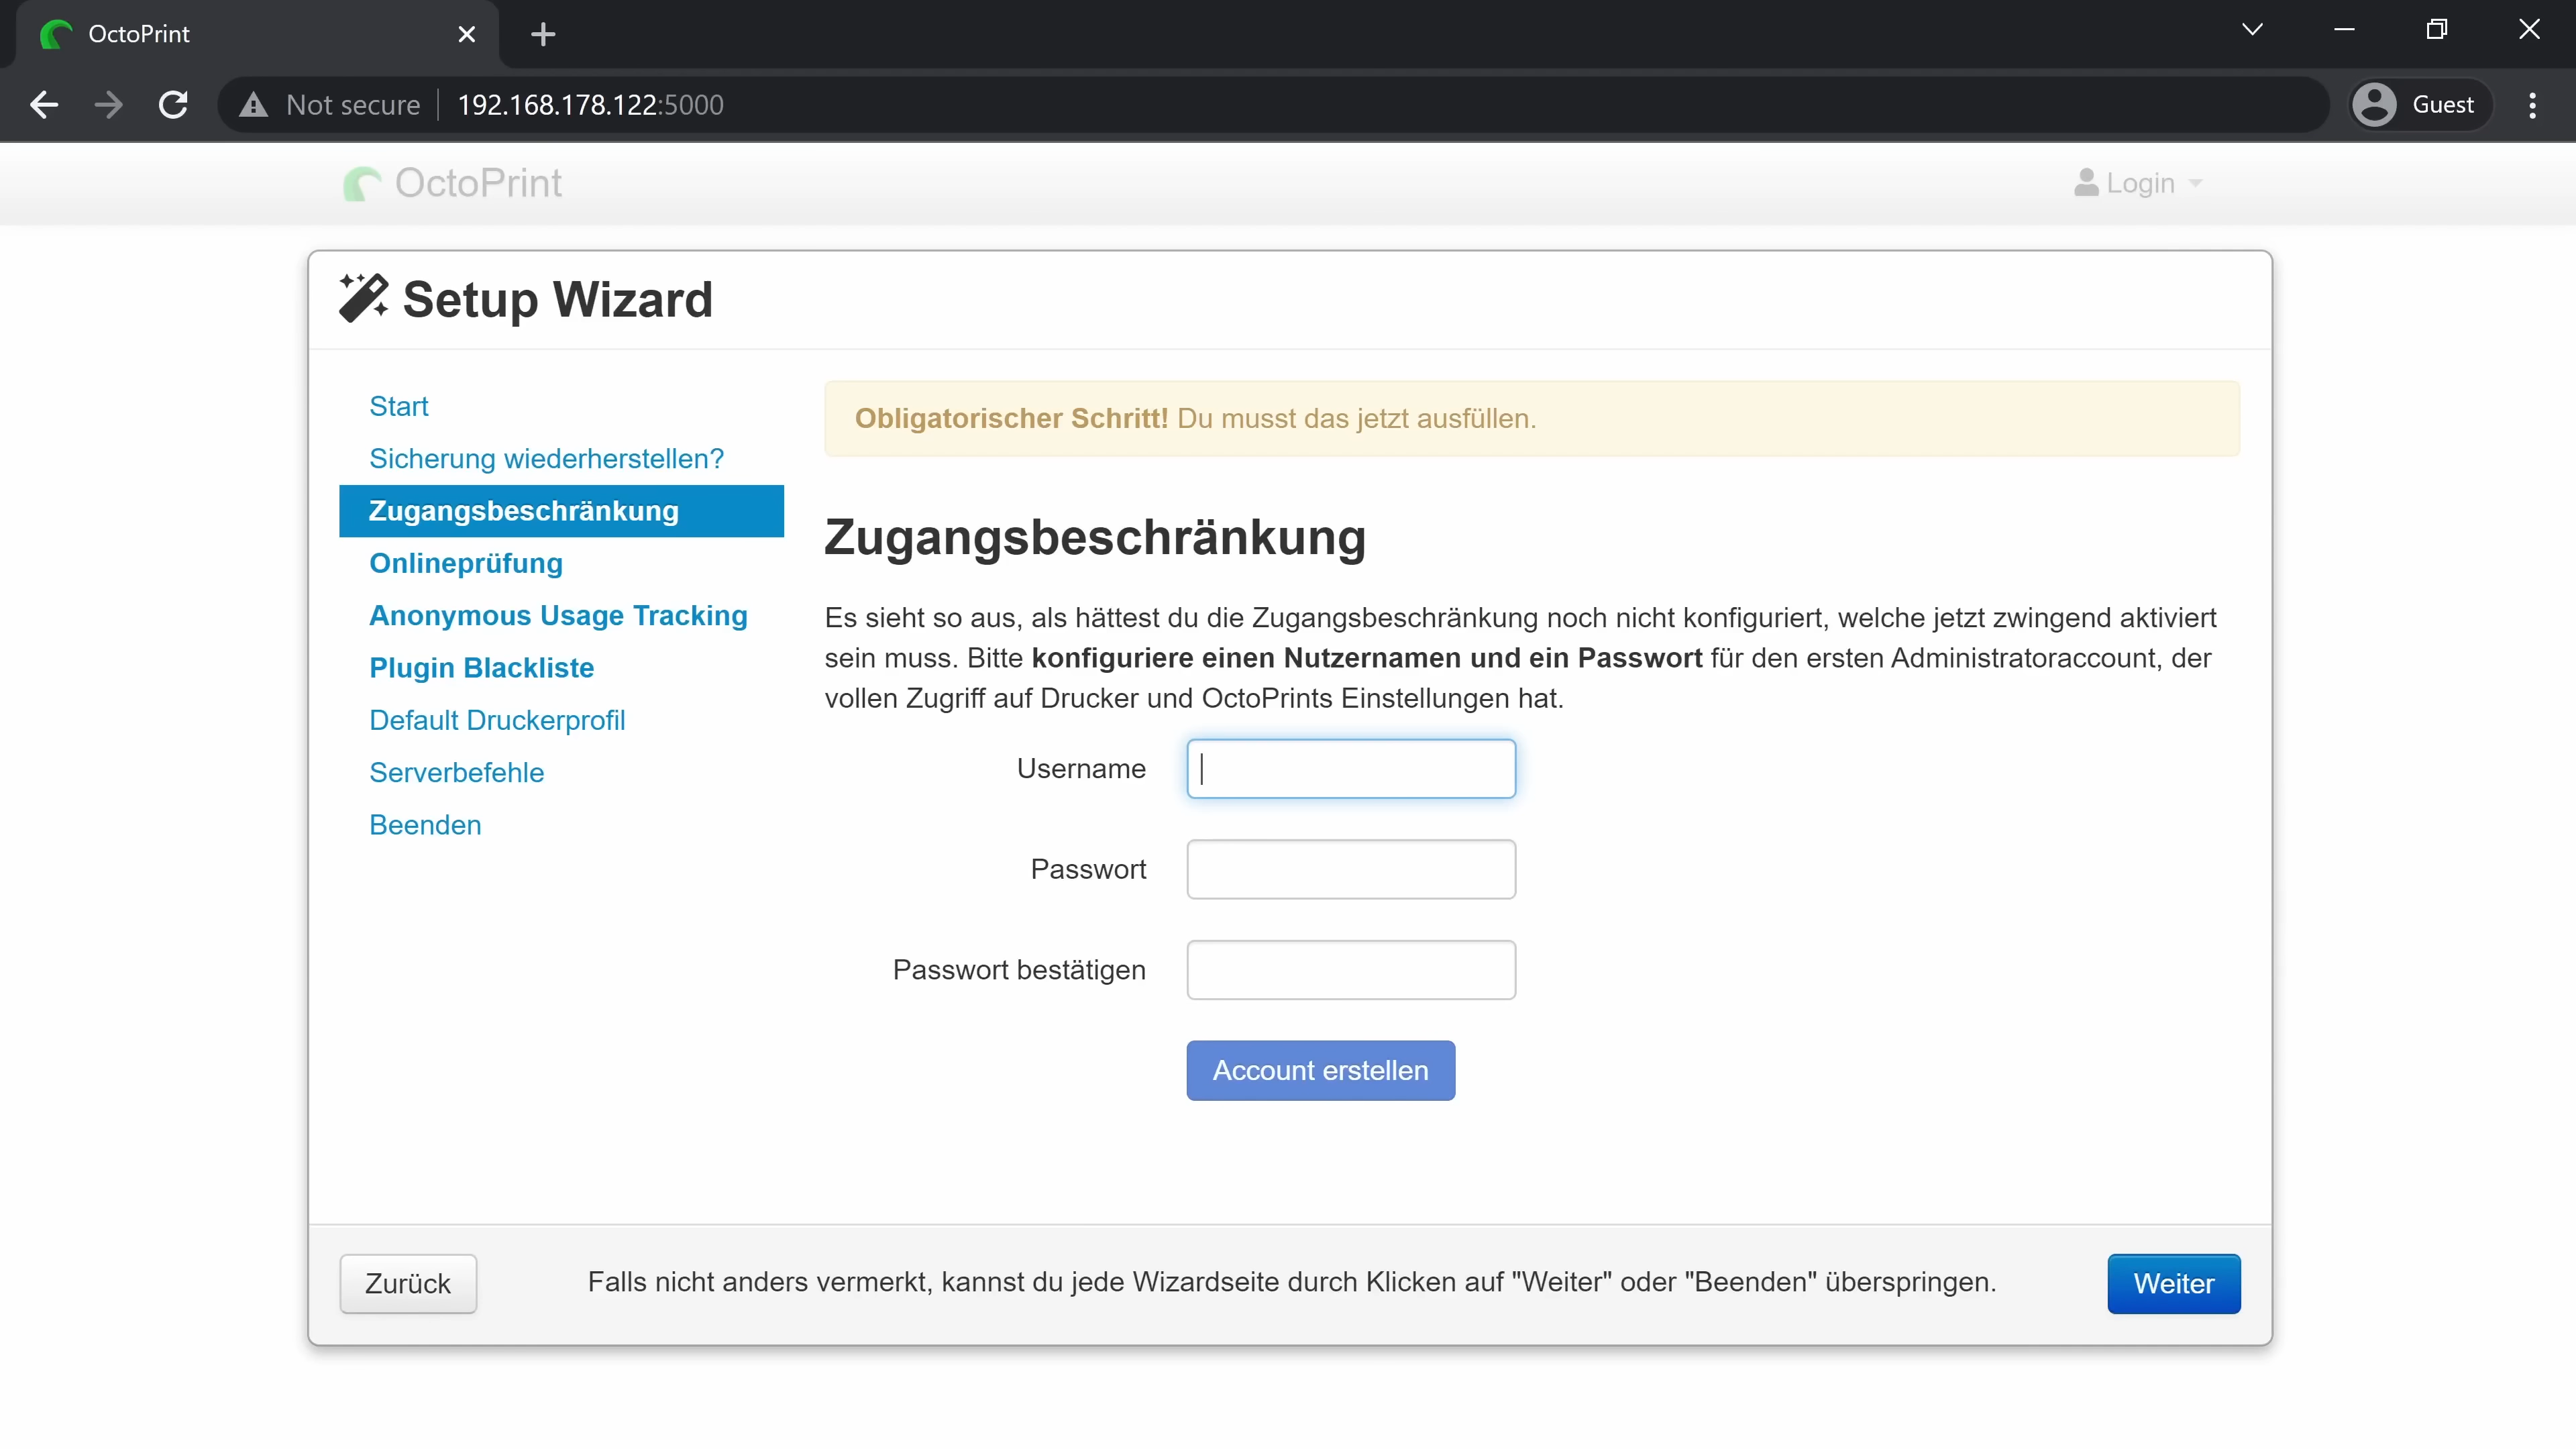 OctoPrint
Not secure
192.168.178.122:5000
Guest
OctoPrint
Login
Setup Wizard
Start
Sicherung wiederherstellen?
Zugangsbeschränkung
Onlineprüfung
Anonymous Usage Tracking
Plugin Blackliste
Default Druckerprofil
Serverbefehle
Beenden
Obligatorischer Schritt! Du musst das jetzt ausfüllen.
Zugangsbeschränkung
Es sieht so aus, als hättest du die Zugangsbeschränkung noch nicht konfiguriert, welche jetzt zwingend aktiviert
sein muss. Bitte konfiguriere einen Nutzernamen und ein Passwort für den ersten Administratoraccount, der
vollen Zugriff auf Drucker und OctoPrints Einstellungen hat.
Username
Passwort
Passwort bestätigen
Account erstellen
Zurück
Falls nicht anders vermerkt, kannst du jede Wizardseite durch Klicken auf "Weiter" oder "Beenden" überspringen.
Weiter